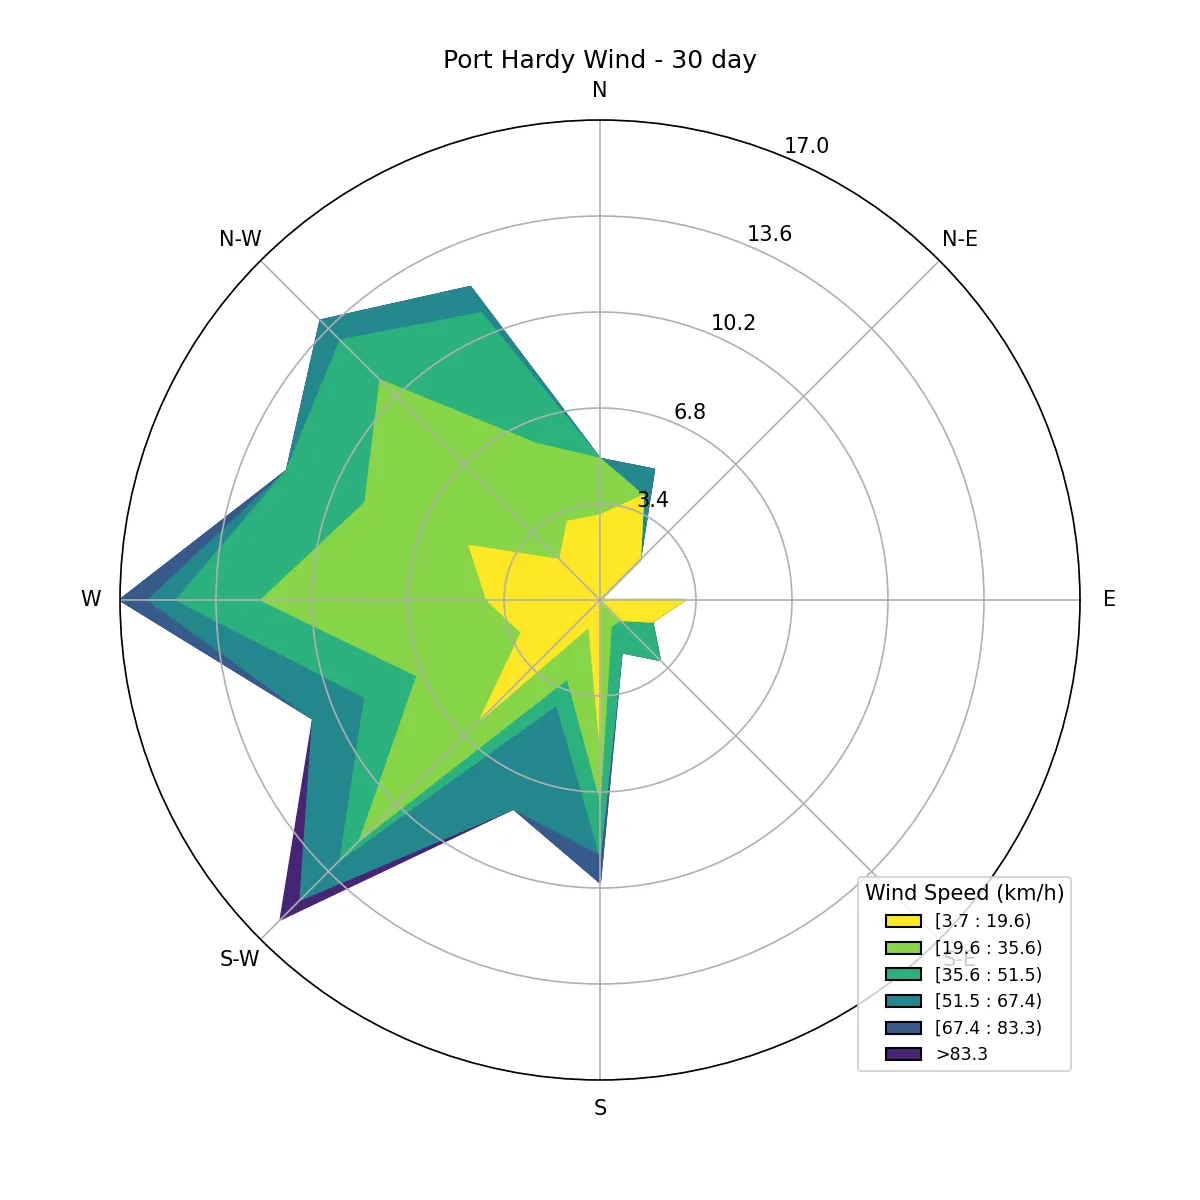 Port Hardy Wind - 30 day
N
17.0
13.6
N-W
N-E
10.2
6.8
3.4
W
E
Wind Speed (km/h)
[3.7 : 19.6)
[19.6 : 35.6)
S-W
S-E
[35.6 : 51.5)
[51.5 : 67.4)
[67.4 : 83.3)
>83.3
S